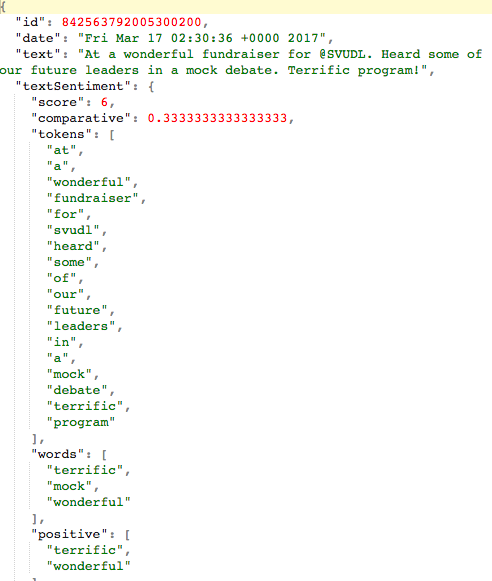 {
"id": 842563792005300200,
"date": "Fri Mar 17 02:30:36 +0000 2017",
"text": "At a wonderful fundraiser for @SVUDL. Heard some of
our future leaders in a mock debate. Terrific program!",
"textSentiment": {
"score": 6,
"comparative": 0.3333333333333333,
"tokens": [
"at",
"a",
"wonderful",
"fundraiser",
"for",
"svudl",
"heard",
"some",
"of",
"our",
"future",
"leaders",
"in",
"a",
"mock",
"debate",
"terrific",
"program"
],
"words": [
"terrific",
"mock",
"wonderful"
],
"positive": [
"terrific",
"wonderful"